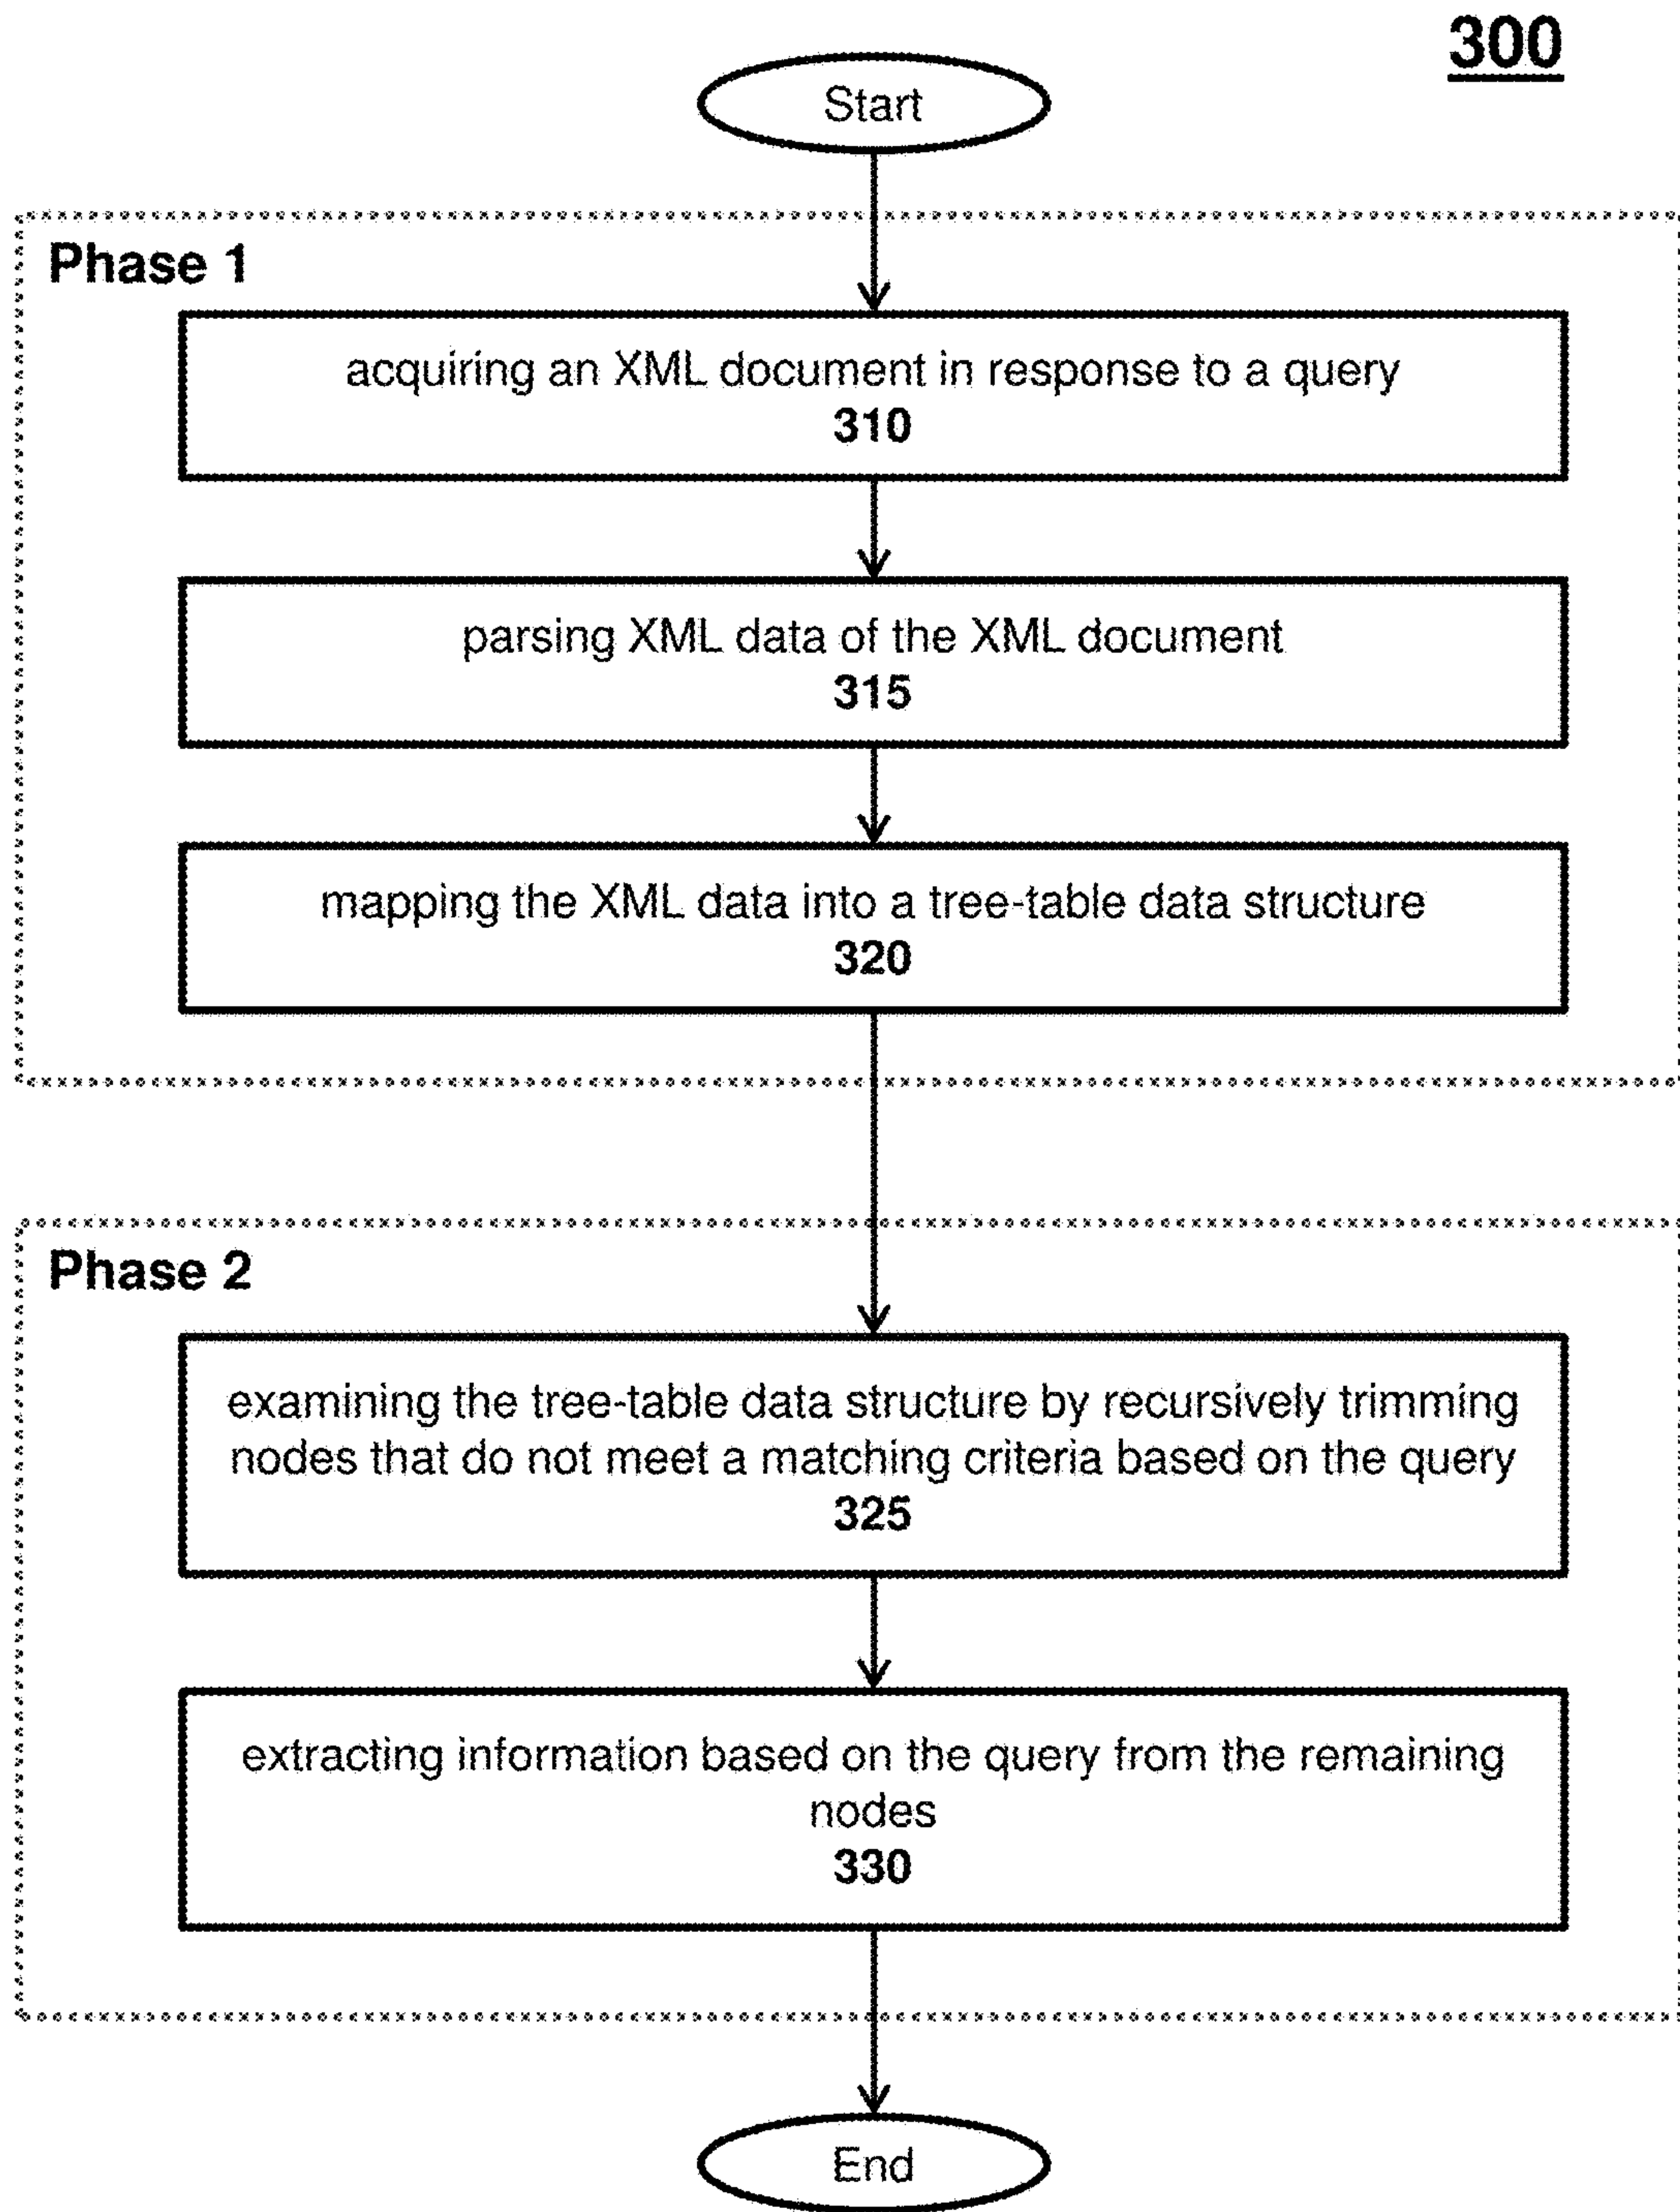 300
Start
Phase 1
acquiring an XML document in response to a query
310
parsing XML data of the XML document
315
mapping the XML data into a tree-table data structure
320
Phase 2
examining the tree-table data structure by recursively trimming
nodes that do not meet a matching criteria based on the query
325
extracting information based on the query from the remaining
nodes
330
End